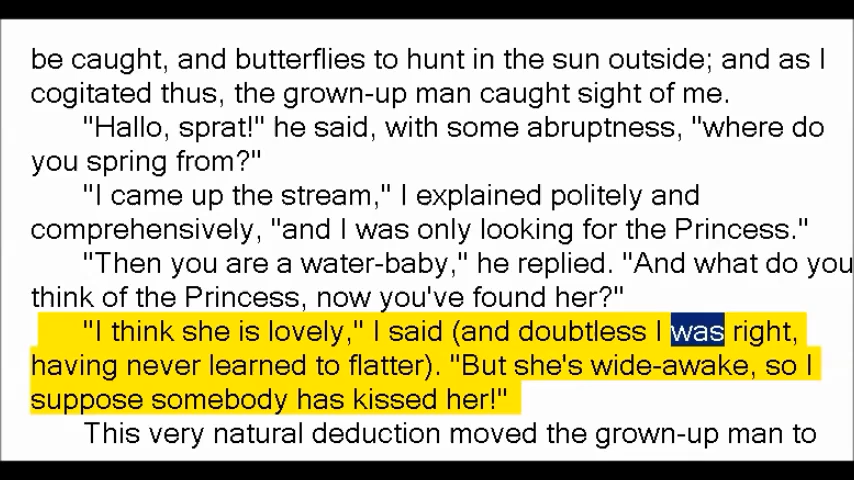 be caught, and butterflies to hunt in the sun outside; and as I
cogitated thus, the grown-up man caught sight of me.
"Hallo, sprat!" he said, with some abruptness, "where do
you spring from?"
"I came up the stream," I explained politely and
comprehensively, "and I was only looking for the Princess."
"Then you are a water-baby," he replied. "And what do you
think of the Princess, now you've found her?"
"I think she is lovely," I said (and doubtless I was right,
having never learned to flatter). "But she's wide-awake, so I
suppose somebody has kissed her!"
This very natural deduction moved the grown-up man to